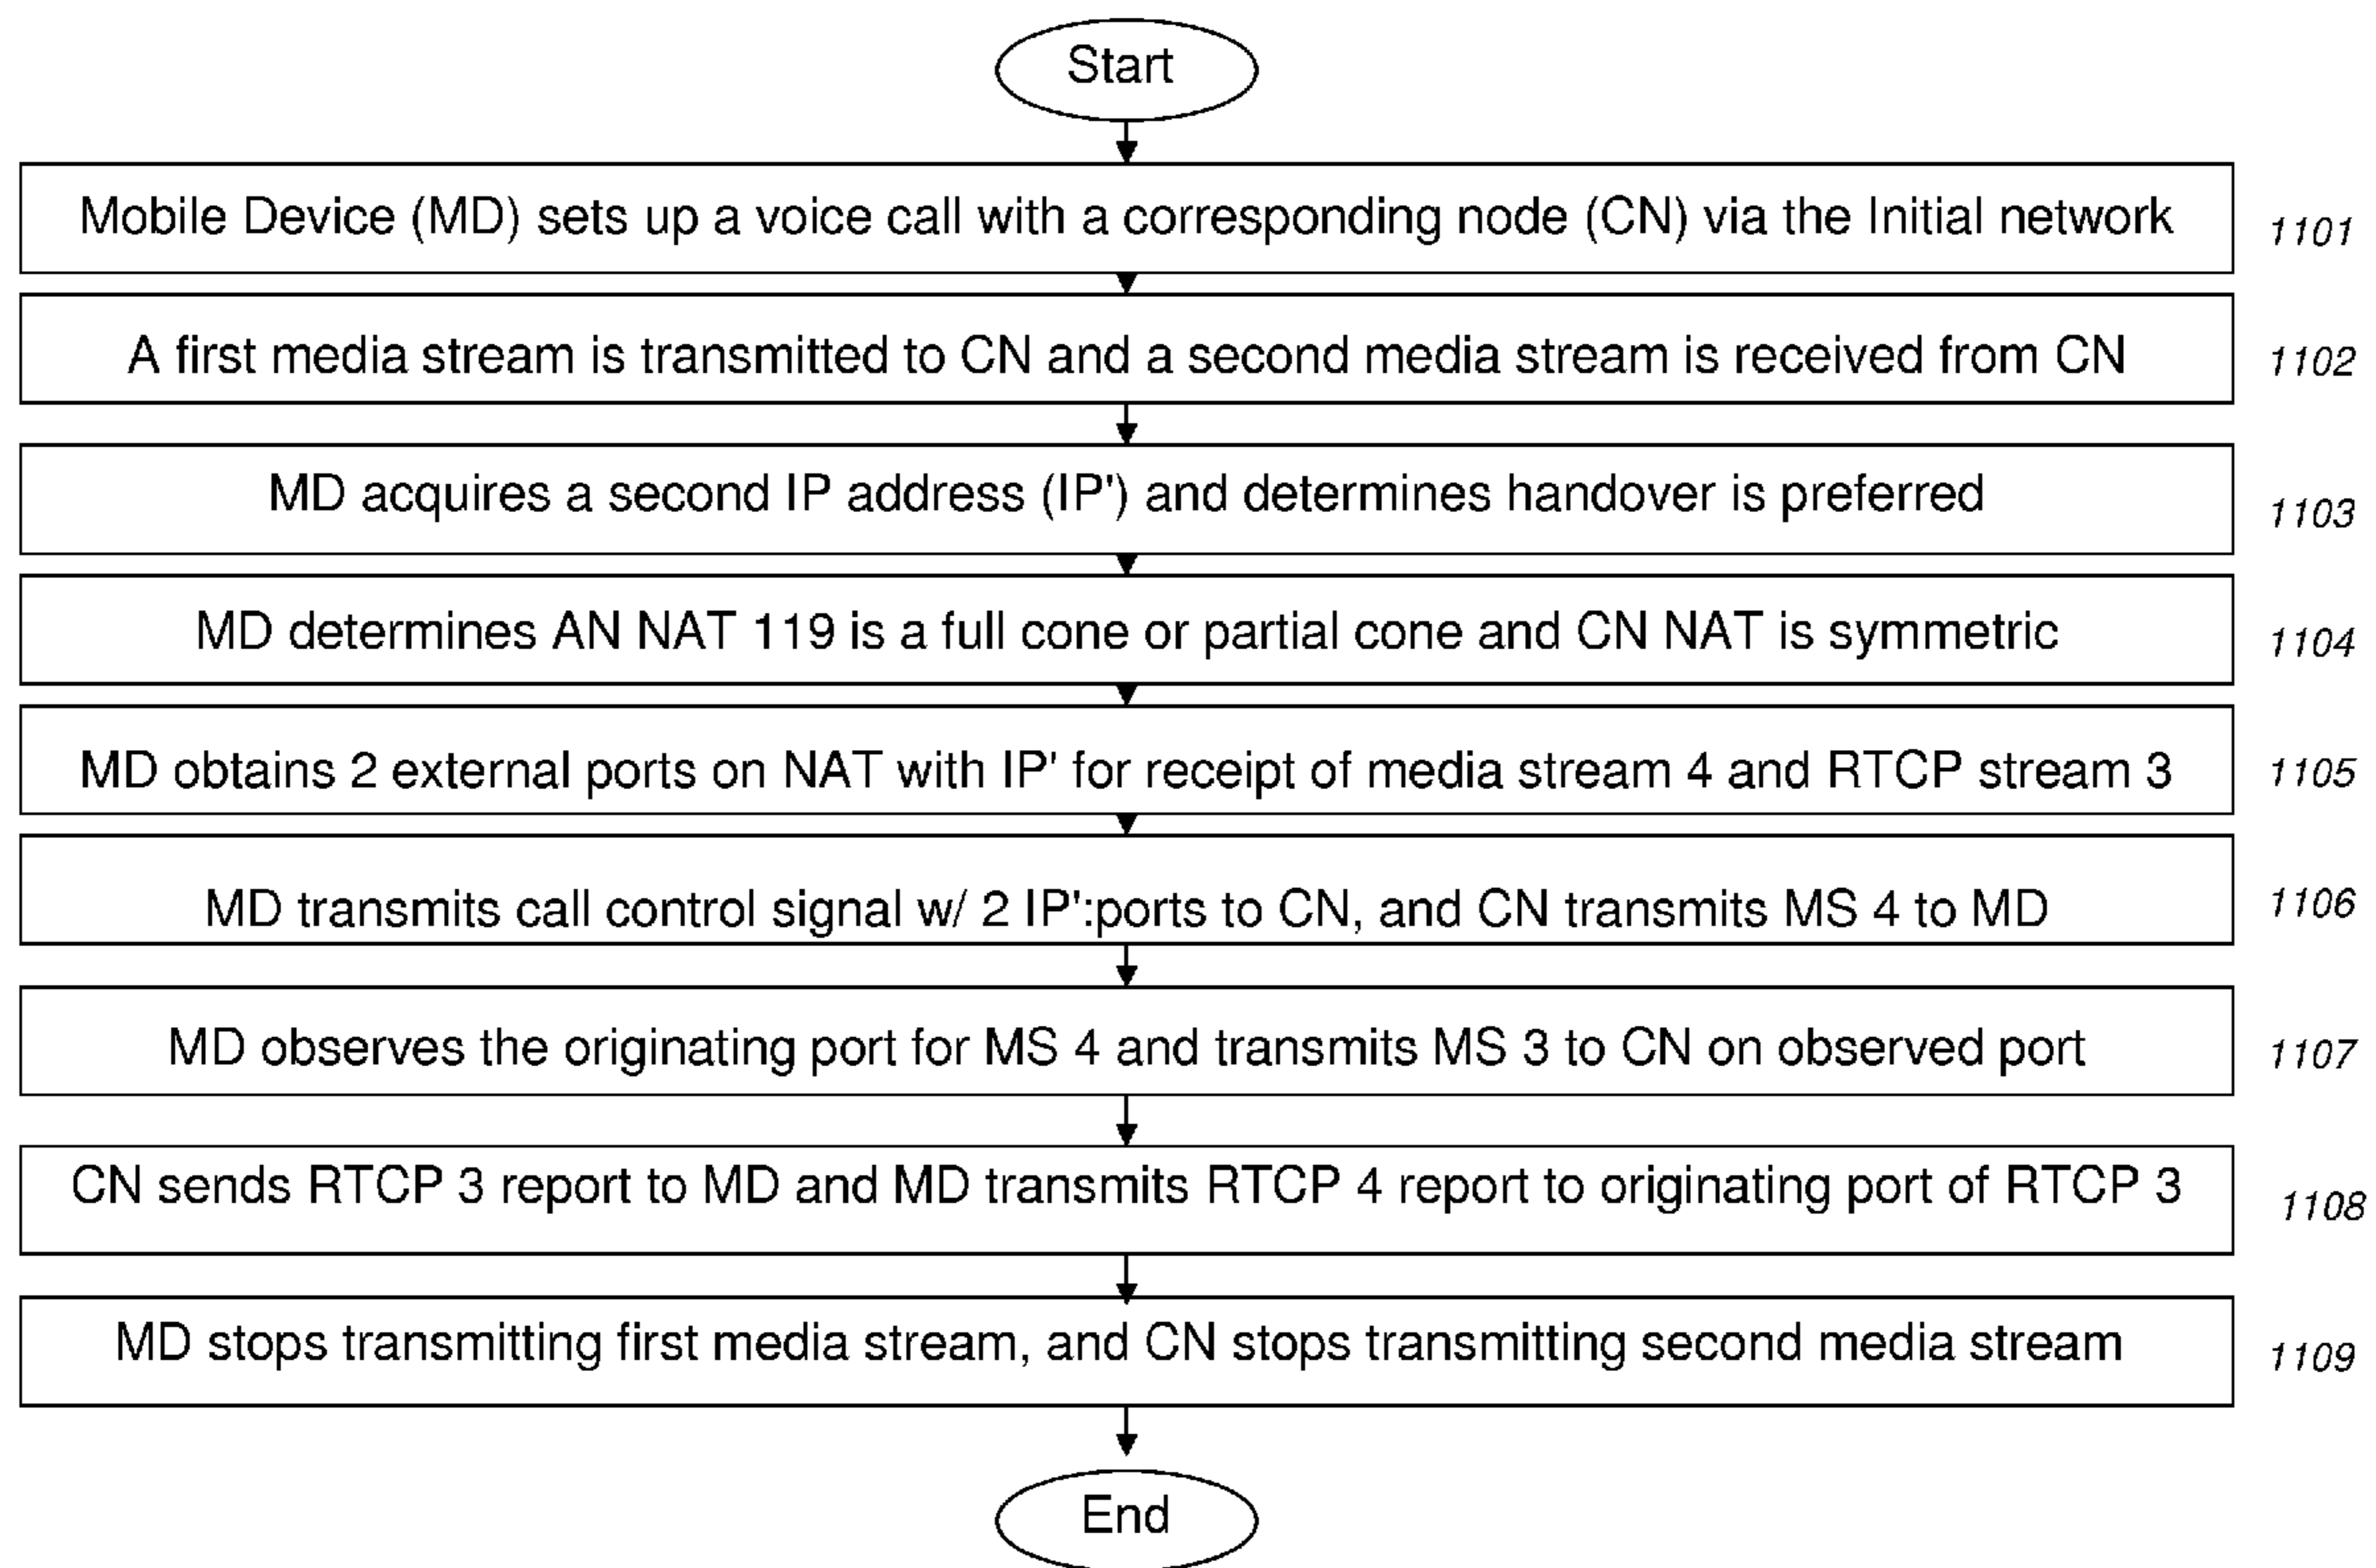 Start
Mobile Device (MD) sets up a voice call with a corresponding node (CN) via the Initial network
1101
A first media stream is transmitted to CN and a second media stream is received from CN
1102
MD acquires a second IP address (IP') and determines handover is preferred
1103
MD determines AN NAT 119 is a full cone or partial cone and CN NAT is symmetric
1104
MD obtains 2 external ports on NAT with IP' for receipt of media stream 4 and RTCP stream 3
1105
MD transmits call control signal w/ 2 IP':ports to CN, and CN transmits MS 4 to MD
1106
MD observes the originating port for MS 4 and transmits MS 3 to CN on observed port
1107
CN sends RTCP 3 report to MD and MD transmits RTCP 4 report to originating port of RTCP 3
1108
MD stops transmitting first media stream, and CN stops transmitting second media stream
1109
End